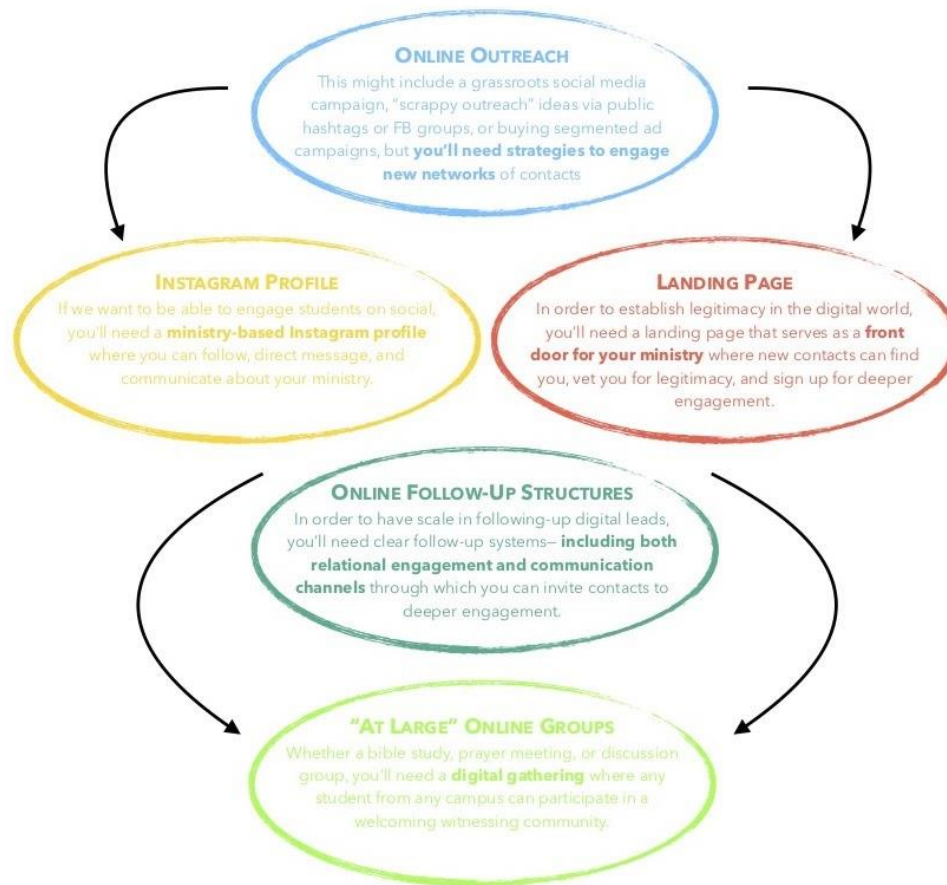 ONLINE OUTREACH
This might include a grassroots social media
campaign, “scrappy outreach” ideas via public
hashtags or FB groups, or buying segmented ad
campaigns, but you’ll need strategies to engage
new networks of contacts
INSTAGRAM PROFILE
If we want to be able to engage students on social,
you’ll need a ministry-based Instagram profile
where you can follow, direct message, and
communicate about your ministry.
LANDING PAGE
In order to establish legitimacy in the digital world,
you’ll need a landing page that serves as a front
door for your ministry where new contacts can find
you, vet you for legitimacy, and sign up for deeper
engagement.
ONLINE FOLLOW-UP STRUCTURES
In order to have scale in following-up digital leads,
you’ll need clear follow-up systems— including both
relational engagement and communication
channels through which you can invite contacts to
deeper engagement.
“AT LARGE” ONLINE GROUPS
Whether a bible study, prayer meeting, or discussion
group, you’ll need a digital gathering where any
student from any campus can participate in a
welcoming witnessing community.